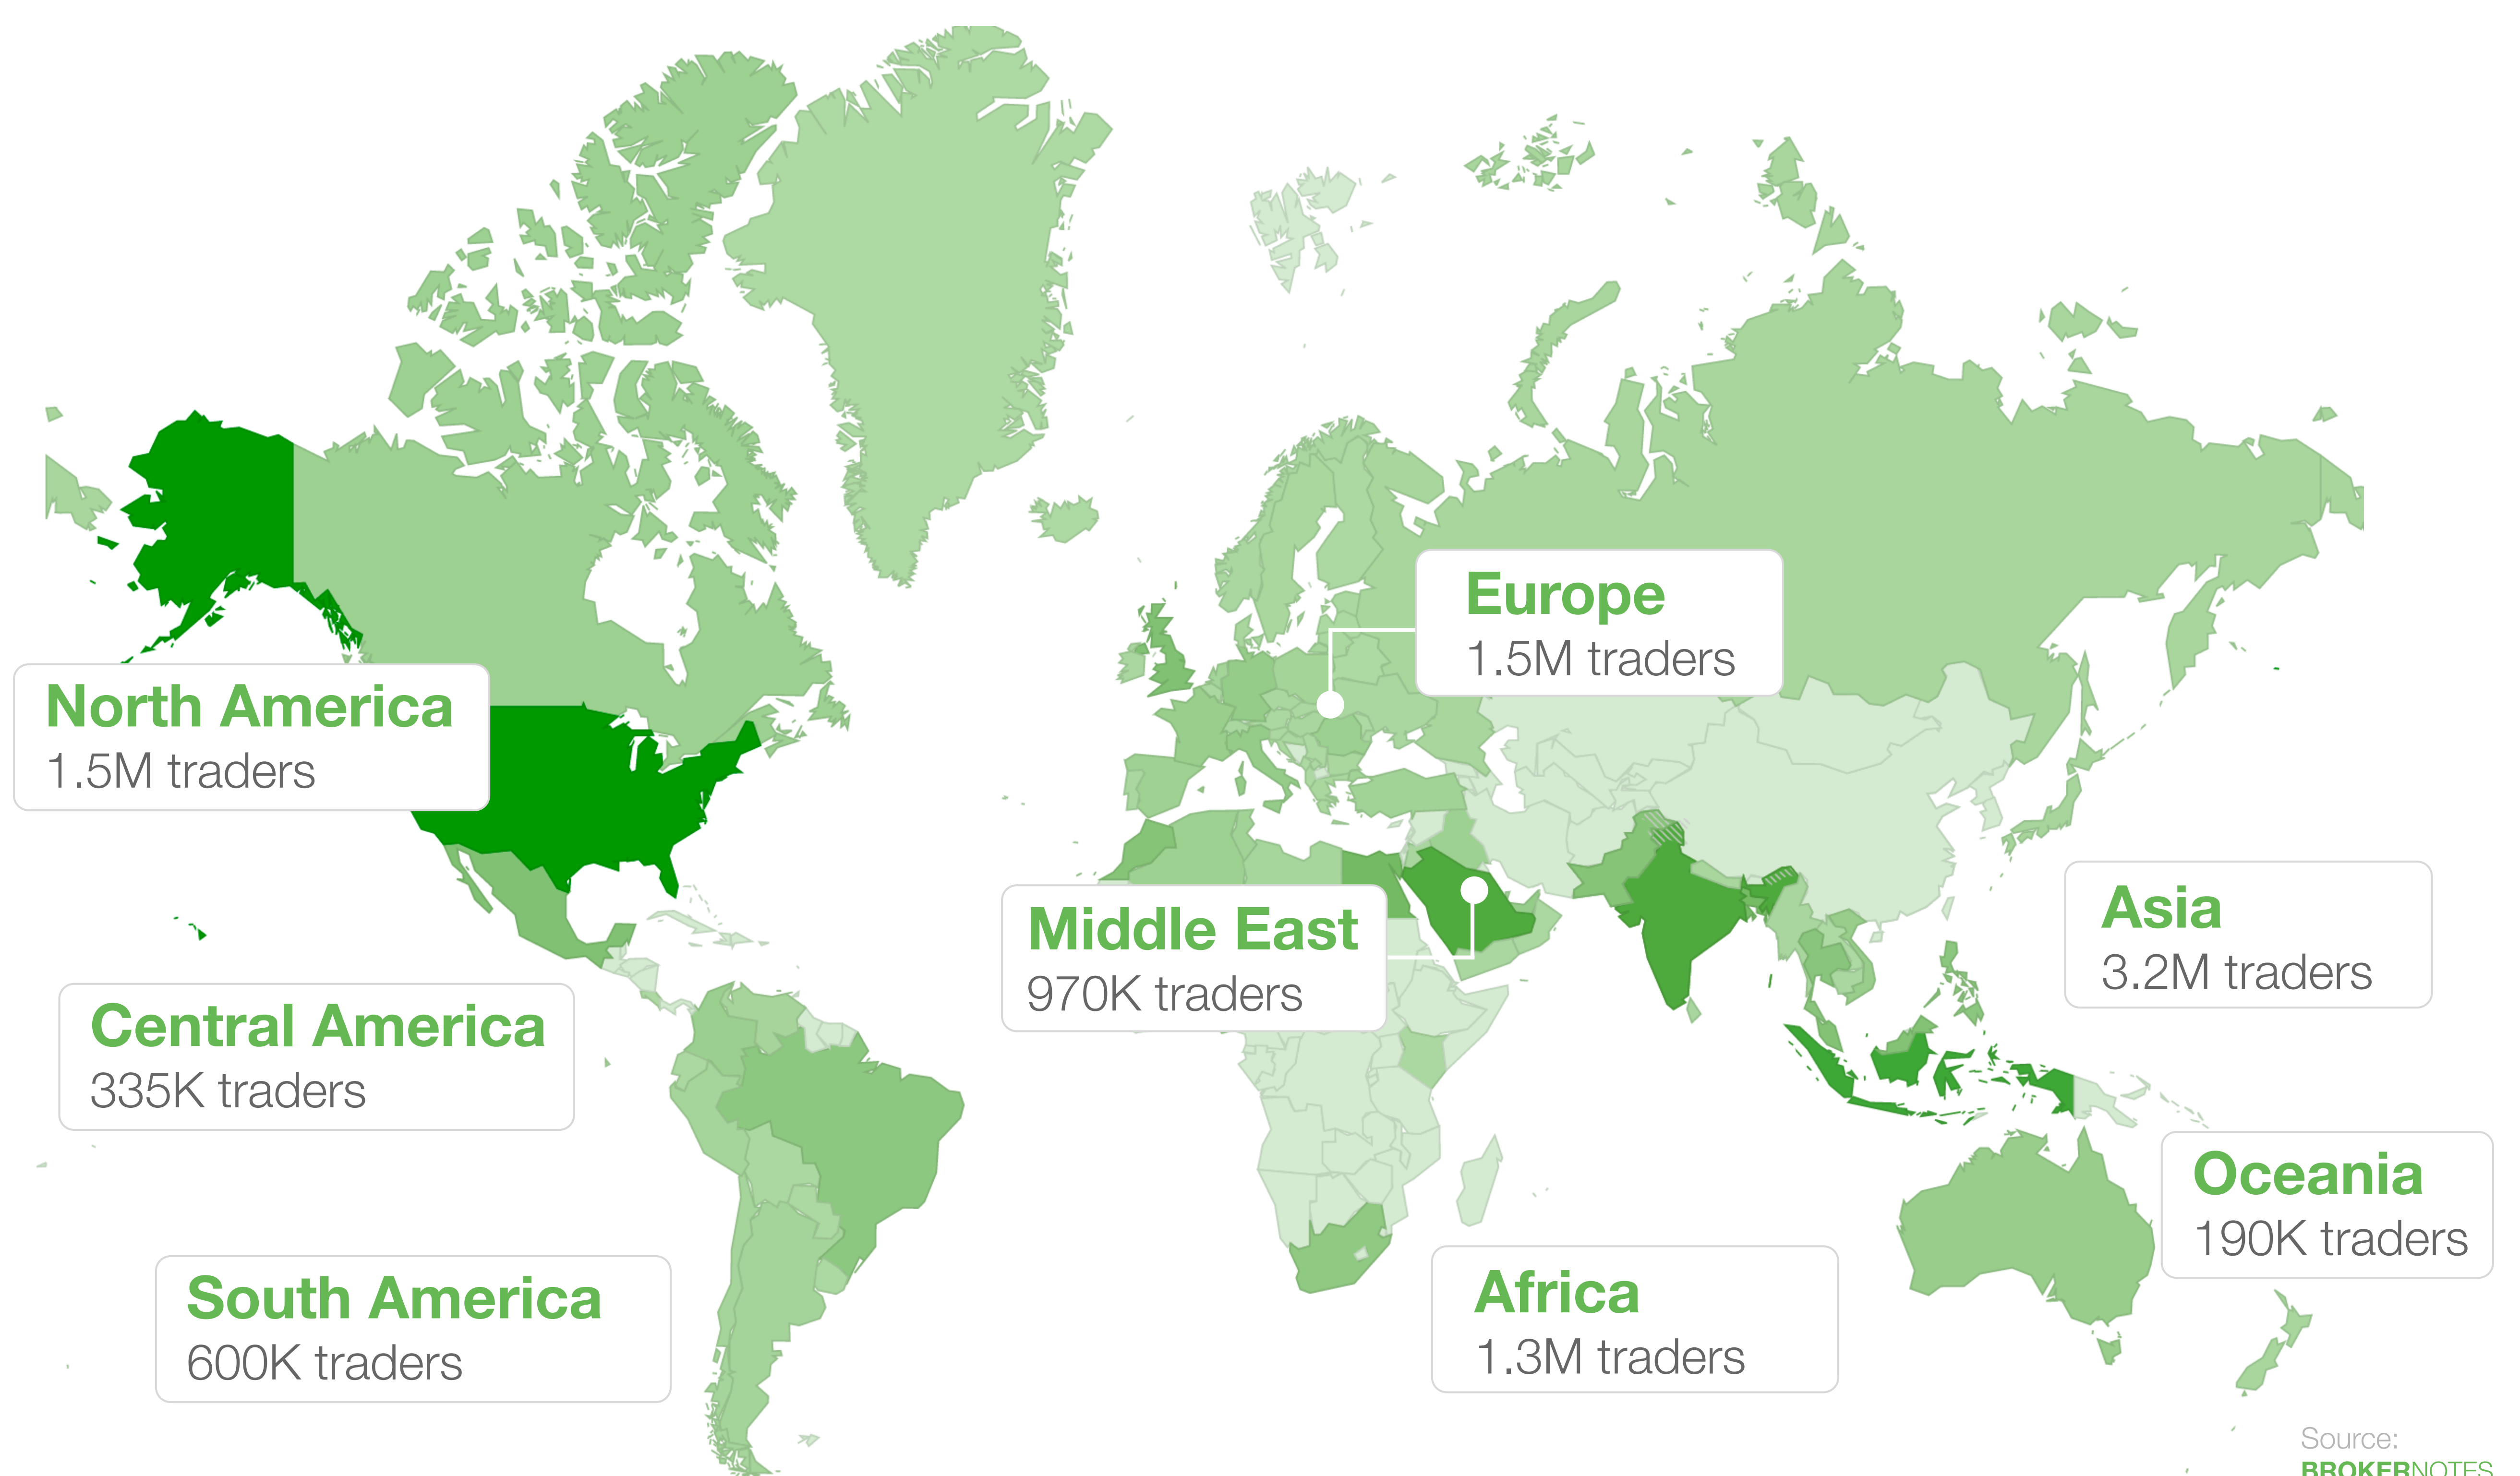 Europe
1.5M traders
North America
1.5M traders
Asia
3.2M traders
Middle East
970K traders
Central America
335K traders
Oceania
190K traders
South America
600K traders
Africa
1.3M traders
Source:
BROKERNOTES